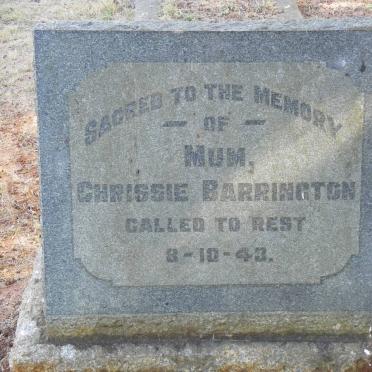 SACRED TO THE MEMORY
— OF —
MUM,
CHRISSIE BARRINGTON
CALLED TO REST
8-10-43.